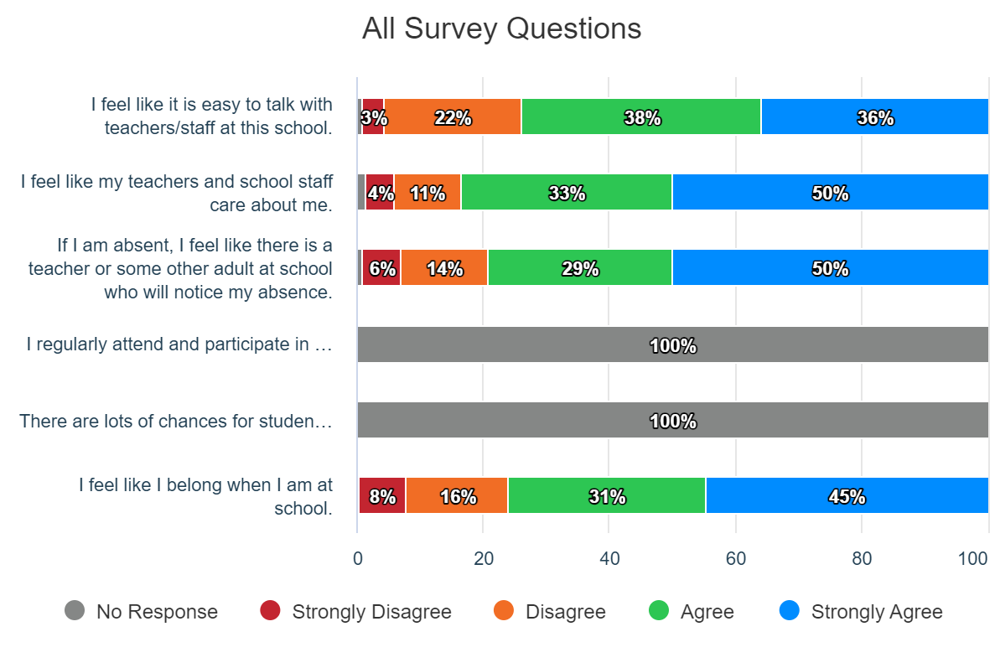 All Survey Questions
I feel like it is easy to talk with
teachers/staff at this school.
3% 22% 38% 36%
I feel like my teachers and school staff
care about me.
4% 11% 33% 50%
If I am absent, I feel like there is a
teacher or some other adult at school
who will notice my absence.
6% 14% 29% 50%
I regularly attend and participate in …
100%
There are lots of chances for studen…
100%
I feel like I belong when I am at
school.
8% 16% 31% 45%
0 20 40 60 80 100
No Response Strongly Disagree Disagree Agree Strongly Agree